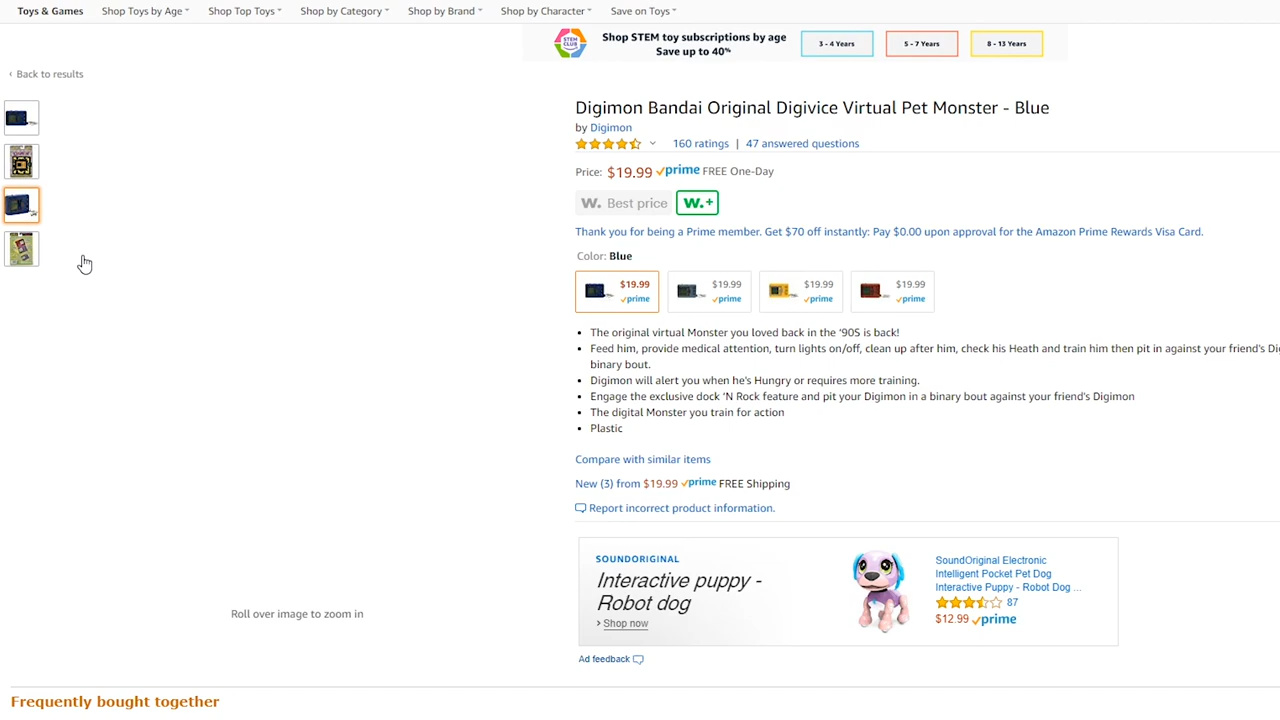 Toys & Games Shop Toys by Age Shop Top Toys Shop by Category Shop by Brand Shop by Character Save on Toys
STEM CLUB
Shop STEM toy subscriptions by age
Save up to 40%
3 - 4 Years 5 - 7 Years 8 - 13 Years
‹ Back to results
Digimon Bandai Original Digivice Virtual Pet Monster - Blue
by Digimon
160 ratings | 47 answered questions
Price: $19.99 prime FREE One-Day
W. Best price W.+
Thank you for being a Prime member. Get $70 off instantly: Pay $0.00 upon approval for the Amazon Prime Rewards Visa Card.
Color: Blue
$19.99 $19.99 $19.99 $19.99
prime prime prime prime
• The original virtual Monster you loved back in the '90S is back!
• Feed him, provide medical attention, turn lights on/off, clean up after him, check his Heath and train him then pit in against your friend's Di
binary bout.
• Digimon will alert you when he's Hungry or requires more training.
• Engage the exclusive dock 'N Rock feature and pit your Digimon in a binary bout against your friend's Digimon
• The digital Monster you train for action
• Plastic
Compare with similar items
New (3) from $19.99 prime FREE Shipping
Report incorrect product information.
SOUNDORIGINAL
Interactive puppy -
Robot dog
› Shop now
SoundOriginal Electronic
Intelligent Pocket Pet Dog
Interactive Puppy - Robot Dog ...
87
$12.99 prime
Ad feedback
Roll over image to zoom in
Frequently bought together